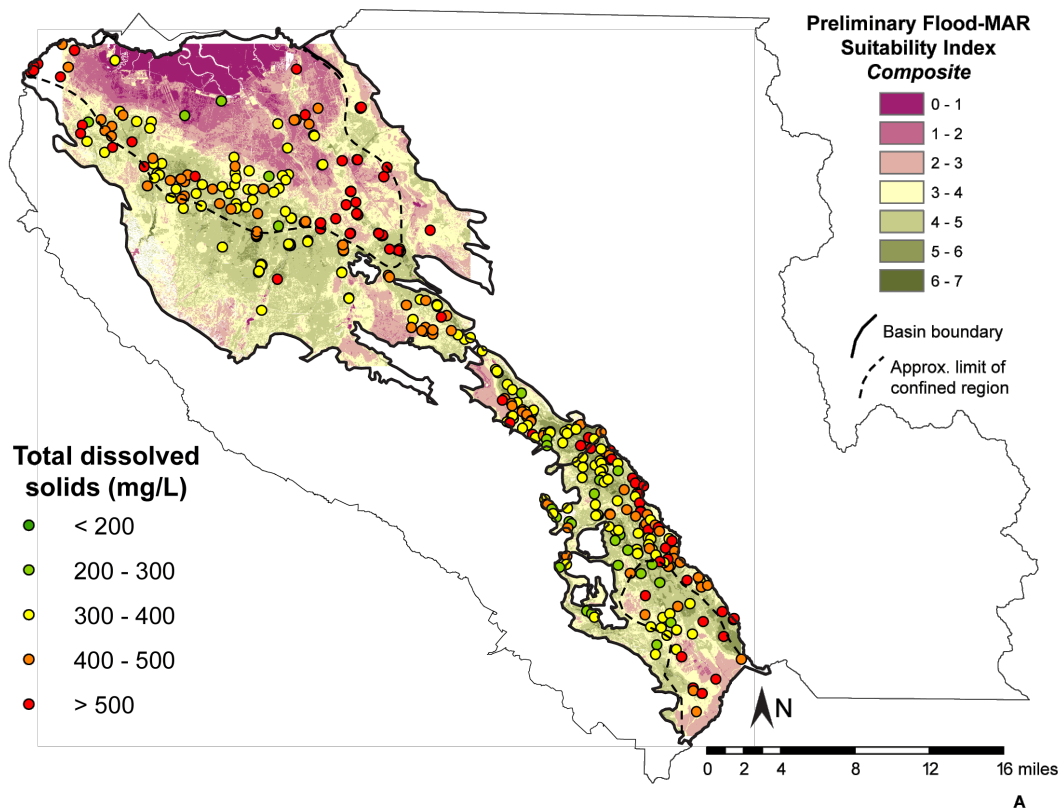 Preliminary Flood-MAR
Suitability Index
Composite
0 - 1
1 - 2
2 - 3
3 - 4
4 - 5
5 - 6
6 - 7
Basin boundary
Approx. limit of
confined region
Total dissolved
solids (mg/L)
< 200
200 - 300
300 - 400
400 - 500
> 500
N
0 2 4 8 12 16 miles
A